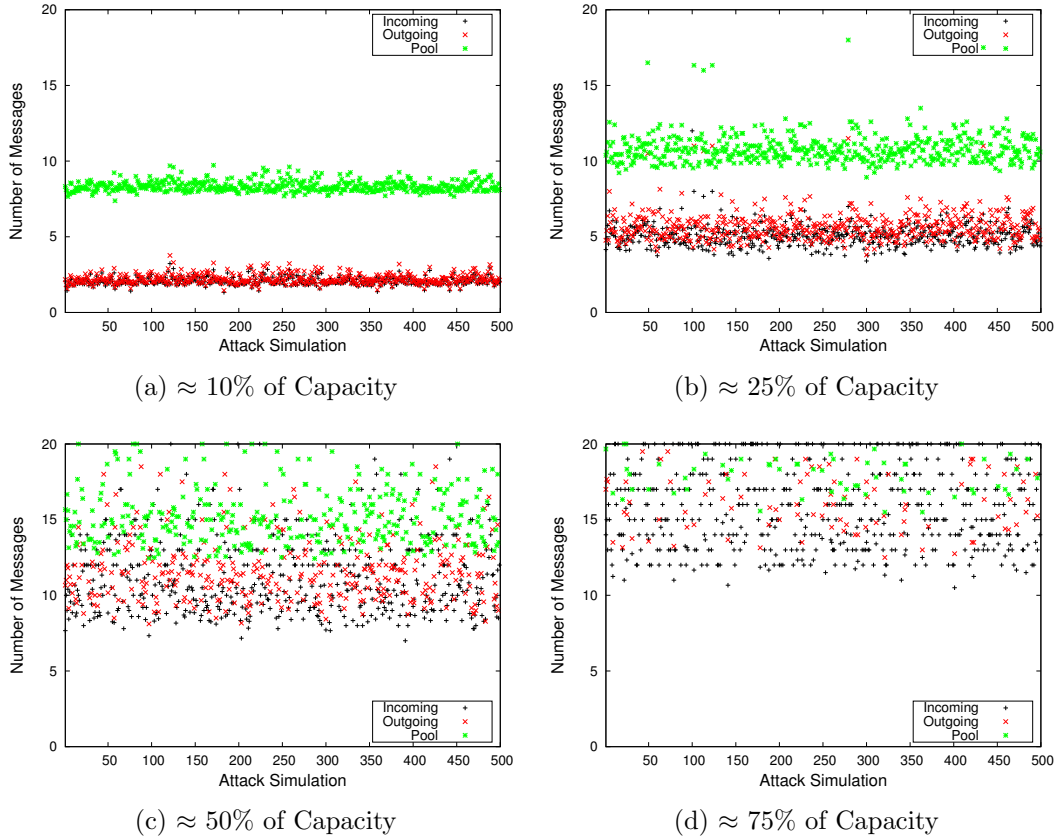 20
15
10
5
0
Number of Messages
50 100 150 200 250 300 350 400 450 500
Attack Simulation
Incoming
Outgoing
Pool
(a) ≈ 10% of Capacity
20
15
10
5
0
Number of Messages
50 100 150 200 250 300 350 400 450 500
Attack Simulation
Incoming
Outgoing
Pool
(b) ≈ 25% of Capacity
20
15
10
5
0
Number of Messages
50 100 150 200 250 300 350 400 450 500
Attack Simulation
Incoming
Outgoing
Pool
(c) ≈ 50% of Capacity
20
15
10
5
0
Number of Messages
50 100 150 200 250 300 350 400 450 500
Attack Simulation
Incoming
Outgoing
Pool
(d) ≈ 75% of Capacity